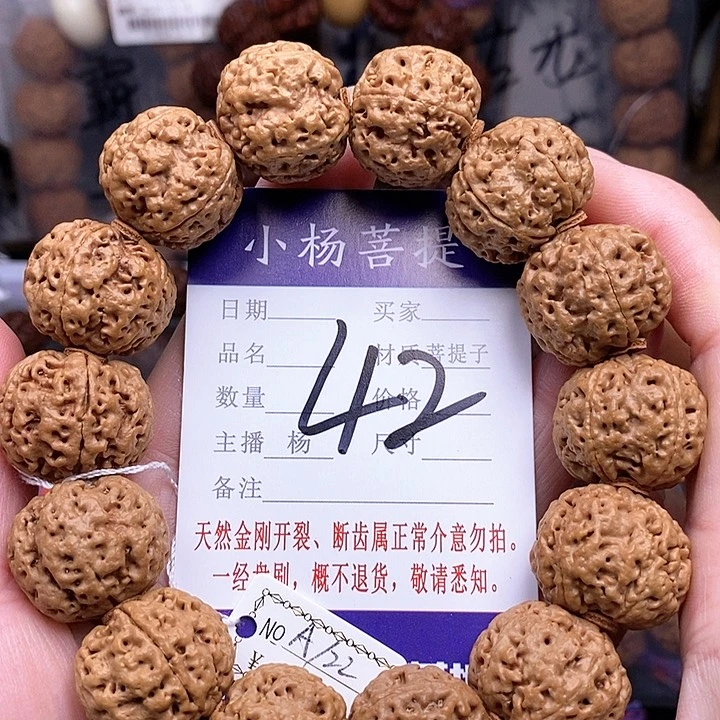 小杨菩提
日期 买家
品名 材质 菩提子
42
数量 价格
主播 杨 尺寸
备注
天然金刚开裂、断齿属正常介意勿拍。
一经盘刷，概不退货，敬请悉知。
NO A/22